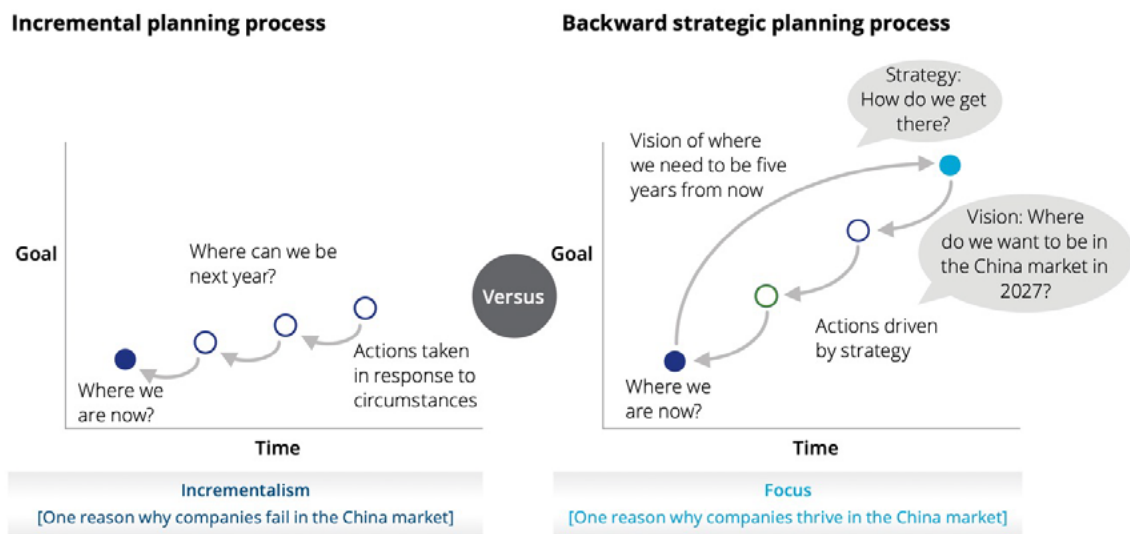 Incremental planning process
Goal
Where can we be
next year?
Where we
are now?
Actions taken
in response to
circumstances
Time
Incrementalism
[One reason why companies fail in the China market]
Versus
Backward strategic planning process
Strategy:
How do we get
there?
Vision of where
we need to be five
years from now
Goal
Vision: Where
do we want to be in
the China market in
2027?
Actions driven
by strategy
Where we
are now?
Time
Focus
[One reason why companies thrive in the China market]